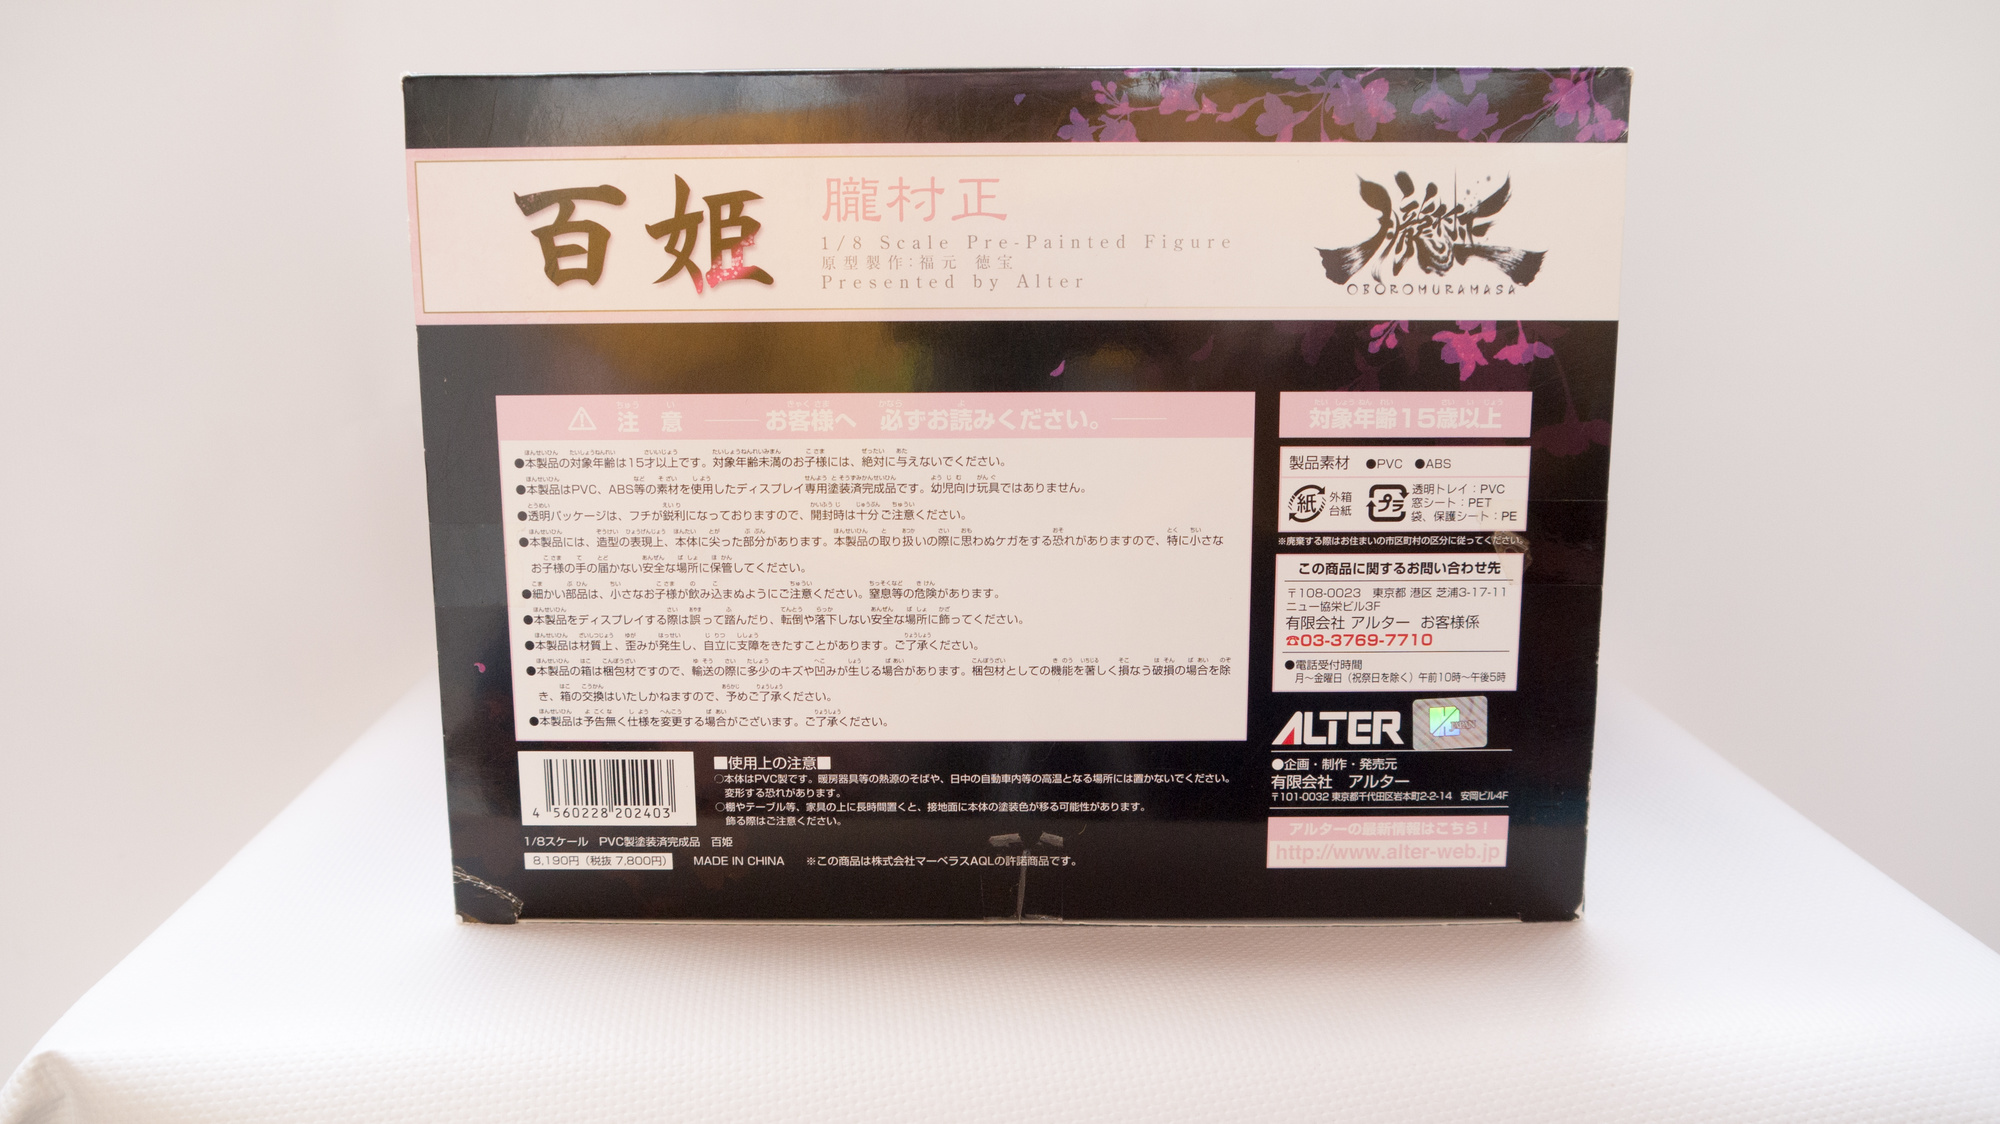 百姫
朧村正
1/8 Scale Pre-Painted Figure
原型製作:福元 徳宝
Presented by Alter
朧村正
OBOROMURAMASA
⚠ 注意 お客様へ 必ずお読みください。
●本製品の対象年齢は15才以上です。対象年齢未満のお子様には、絶対に与えないでください。
●本製品はPVC、ABS等の素材を使用したディスプレイ専用塗装済完成品です。幼児向け玩具ではありません。
●透明パッケージは、フチが鋭利になっておりますので、開封時は十分ご注意ください。
●本製品には、造型の表現上、本体に尖った部分があります。本製品の取り扱いの際に思わぬケガをする恐れがありますので、特に小さな
お子様の手の届かない安全な場所に保管してください。
●細かい部品は、小さなお子様が飲み込まぬようにご注意ください。窒息等の危険があります。
●本製品をディスプレイする際は誤って踏んだり、転倒や落下しない安全な場所に飾ってください。
●本製品は材質上、歪みが発生し、自立に支障をきたすことがあります。ご了承ください。
●本製品の箱は梱包材ですので、輸送の際に多少のキズや凹みが生じる場合があります。梱包材としての機能を著しく損なう破損の場合を除
き、箱の交換はいたしかねますので、予めご了承ください。
●本製品は予告無く仕様を変更する場合がございます。ご了承ください。
4 560228 202403
■使用上の注意■
○本体はPVC製です。暖房器具等の熱源のそばや、日中の自動車内等の高温となる場所には置かないでください。
変形する恐れがあります。
○棚やテーブル等、家具の上に長時間置くと、接地面に本体の塗装色が移る可能性があります。
飾る際はご注意ください。
1/8スケール PVC製塗装済完成品 百姫
8,190円(税抜 7,800円) MADE IN CHINA ※この商品は株式会社マーベラスAQLの許諾商品です。
対象年齢15歳以上
製品素材 ●PVC ●ABS
紙 外箱
台紙
プラ 透明トレイ:PVC
窓シート:PET
袋、保護シート:PE
※廃棄する際はお住まいの市区町村の区分に従ってください。
この商品に関するお問い合わせ先
〒108-0023 東京都 港区 芝浦3-17-11
ニュー協栄ビル3F
有限会社 アルター お客様係
☎03-3769-7710
●電話受付時間
月〜金曜日(祝祭日を除く)午前10時〜午後5時
ALTER
●企画・制作・発売元
有限会社 アルター
〒101-0032 東京都千代田区岩本町2-2-14 安岡ビル4F
アルターの最新情報はこちら!
http://www.alter-web.jp